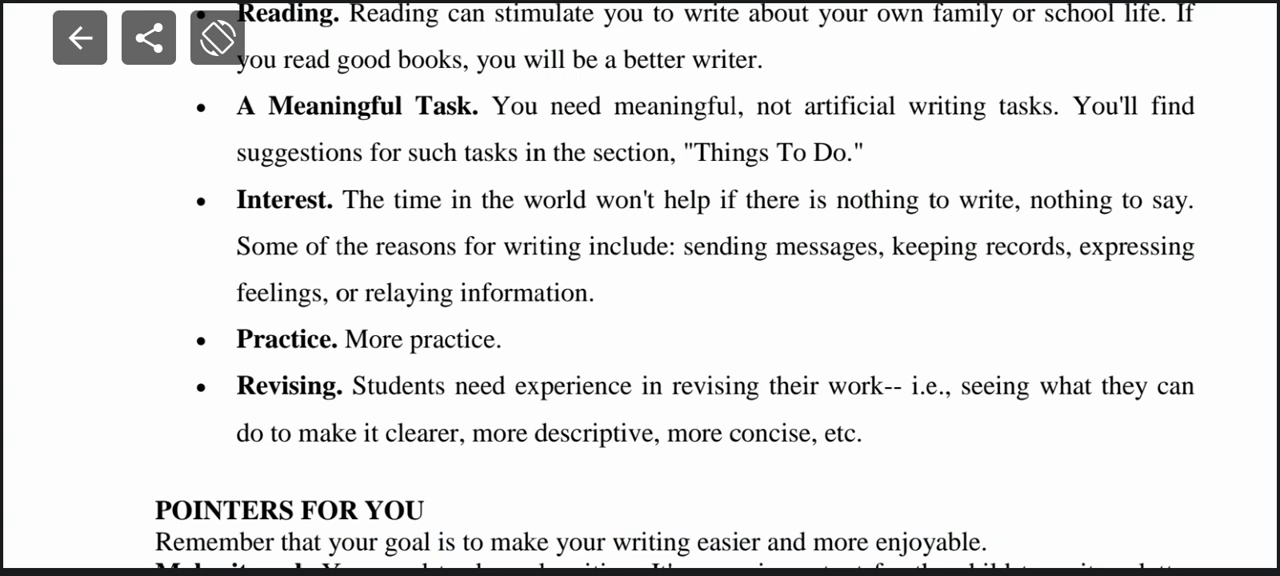 • Reading. Reading can stimulate you to write about your own family or school life. If
you read good books, you will be a better writer.
• A Meaningful Task. You need meaningful, not artificial writing tasks. You'll find
suggestions for such tasks in the section, "Things To Do."
• Interest. The time in the world won't help if there is nothing to write, nothing to say.
Some of the reasons for writing include: sending messages, keeping records, expressing
feelings, or relaying information.
• Practice. More practice.
• Revising. Students need experience in revising their work-- i.e., seeing what they can
do to make it clearer, more descriptive, more concise, etc.
POINTERS FOR YOU
Remember that your goal is to make your writing easier and more enjoyable.